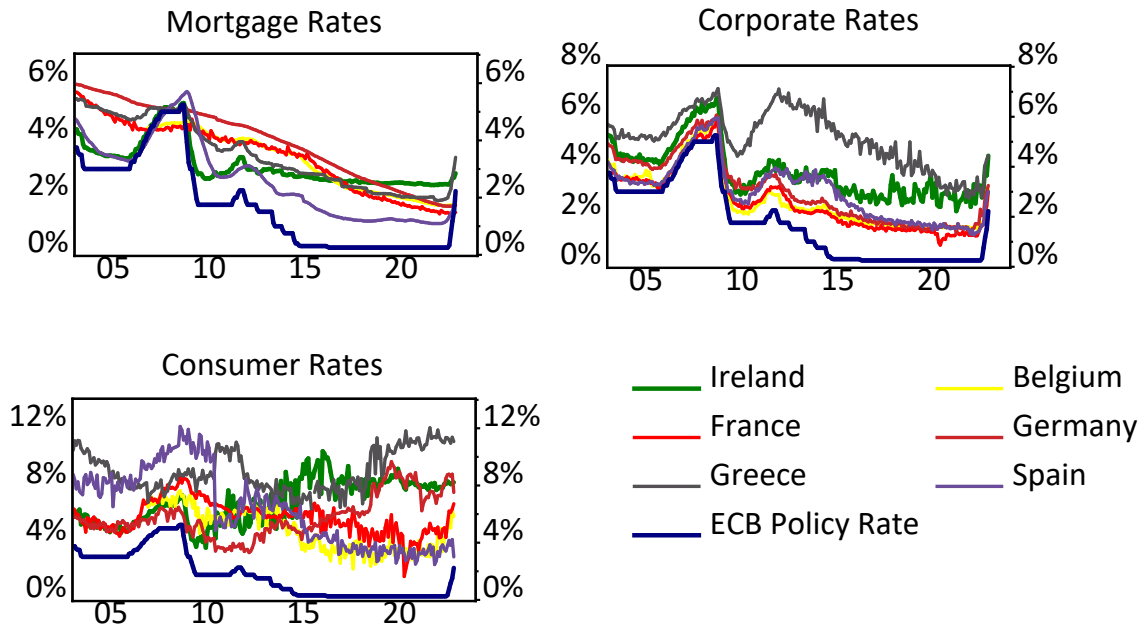 Mortgage Rates
6% 6%
4% 4%
2% 2%
0% 0%
05 10 15 20
Corporate Rates
8% 8%
6% 6%
4% 4%
2% 2%
0% 0%
05 10 15 20
Consumer Rates
12% 12%
8% 8%
4% 4%
0% 0%
05 10 15 20
Ireland Belgium
France Germany
Greece Spain
ECB Policy Rate